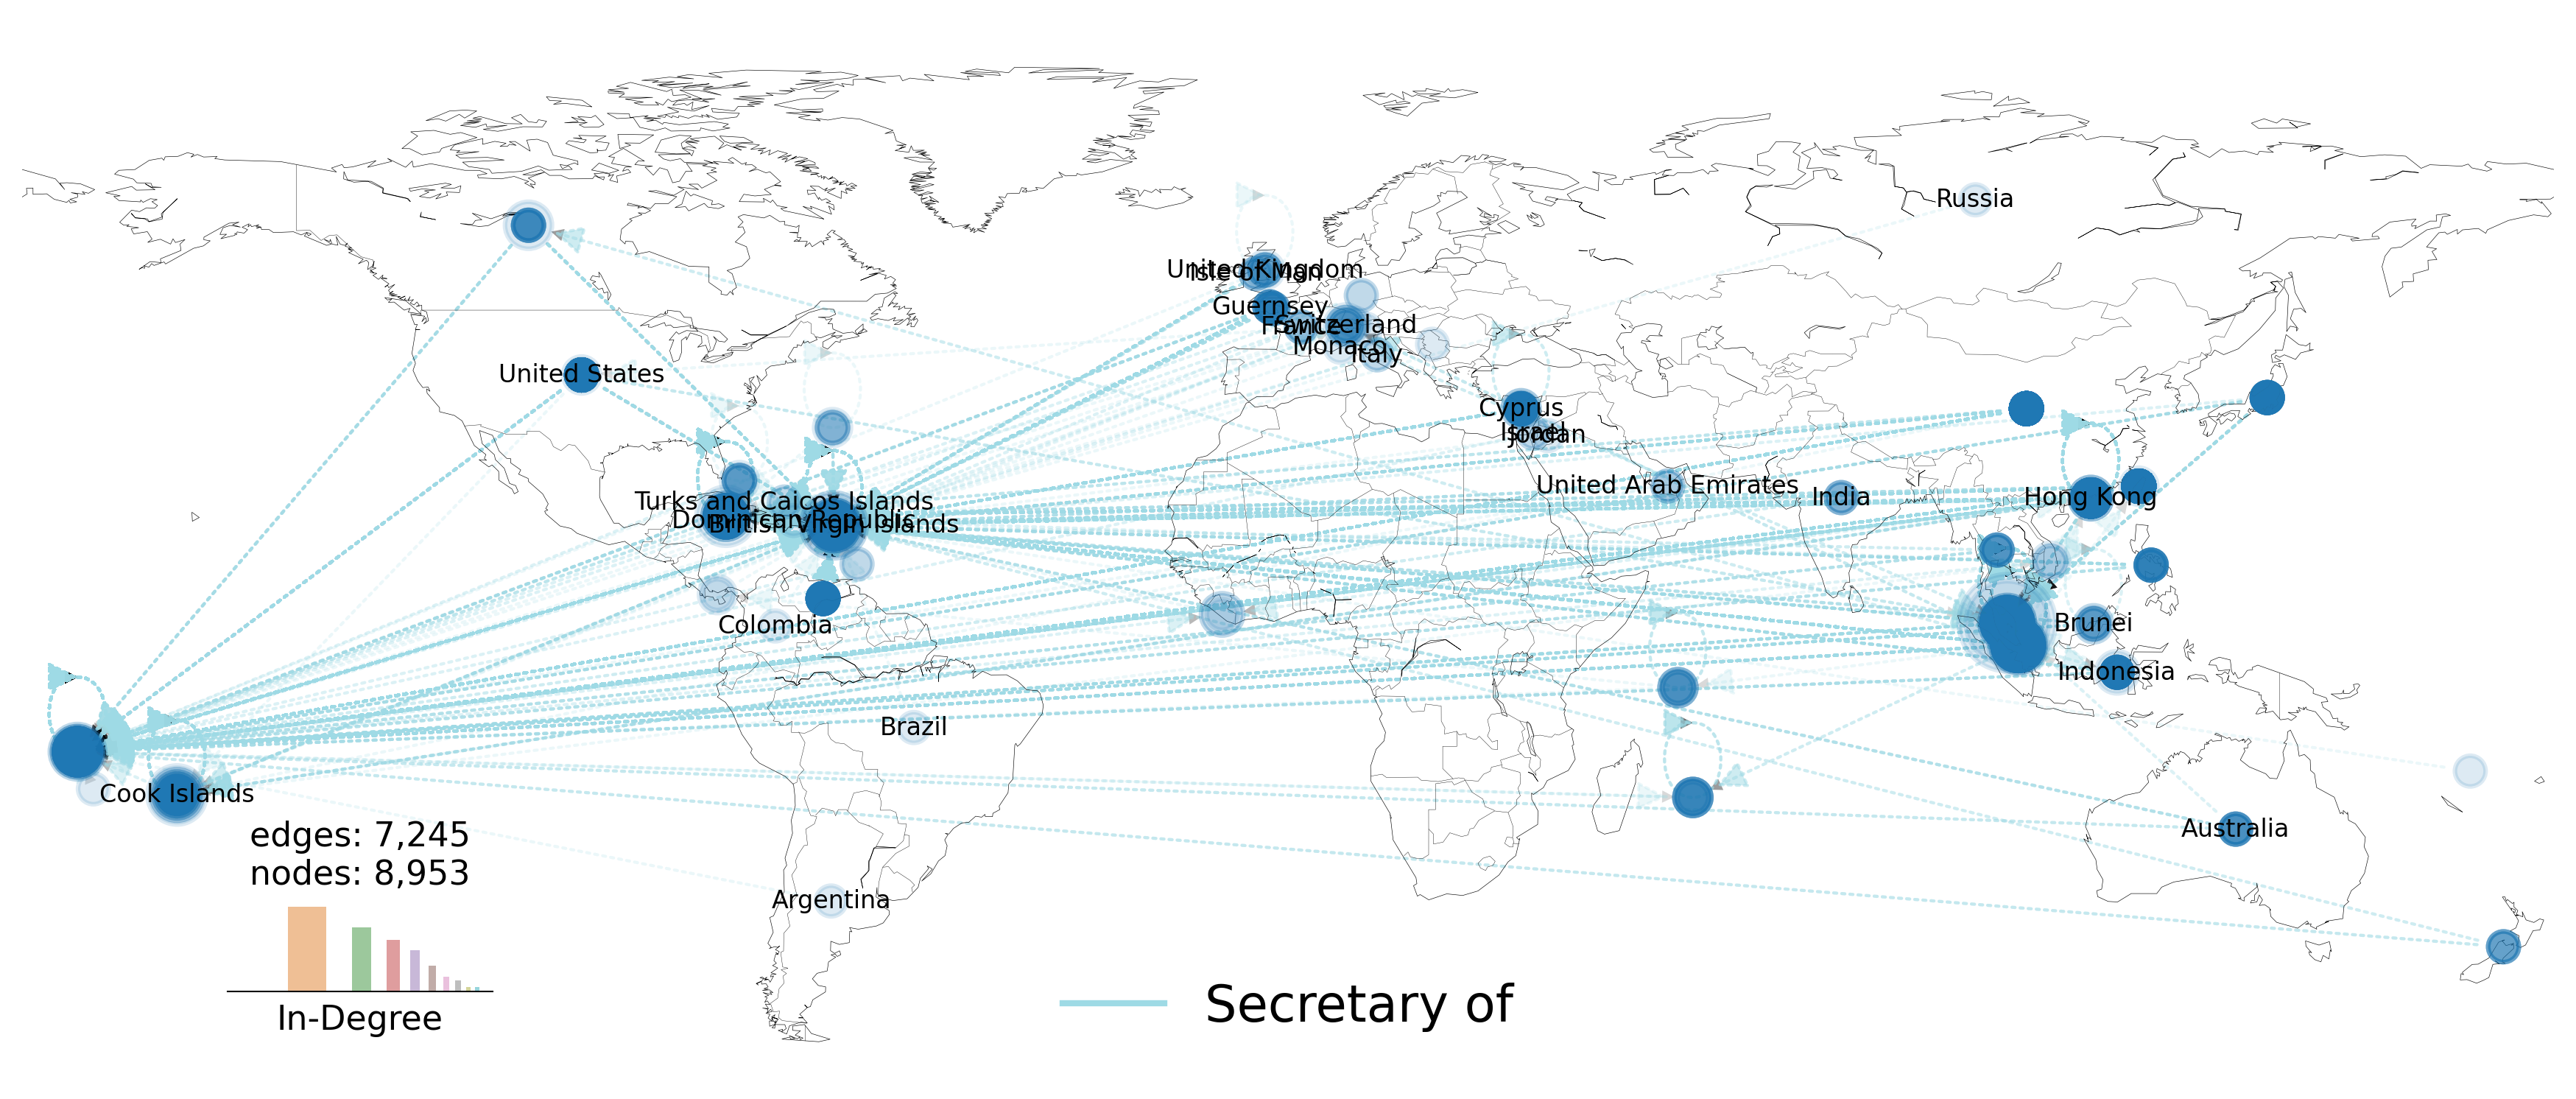 Russia
United Kingdom
Isle of Man
Guernsey
Switzerland
France
Monaco
Italy
United States
Cyprus
Israel
Jordan
United Arab Emirates
India
Hong Kong
Turks and Caicos Islands
Dominican Republic
British Virgin Islands
Colombia
Brunei
Indonesia
Brazil
Cook Islands
Australia
edges: 7,245
nodes: 8,953
Argentina
In-Degree
Secretary of